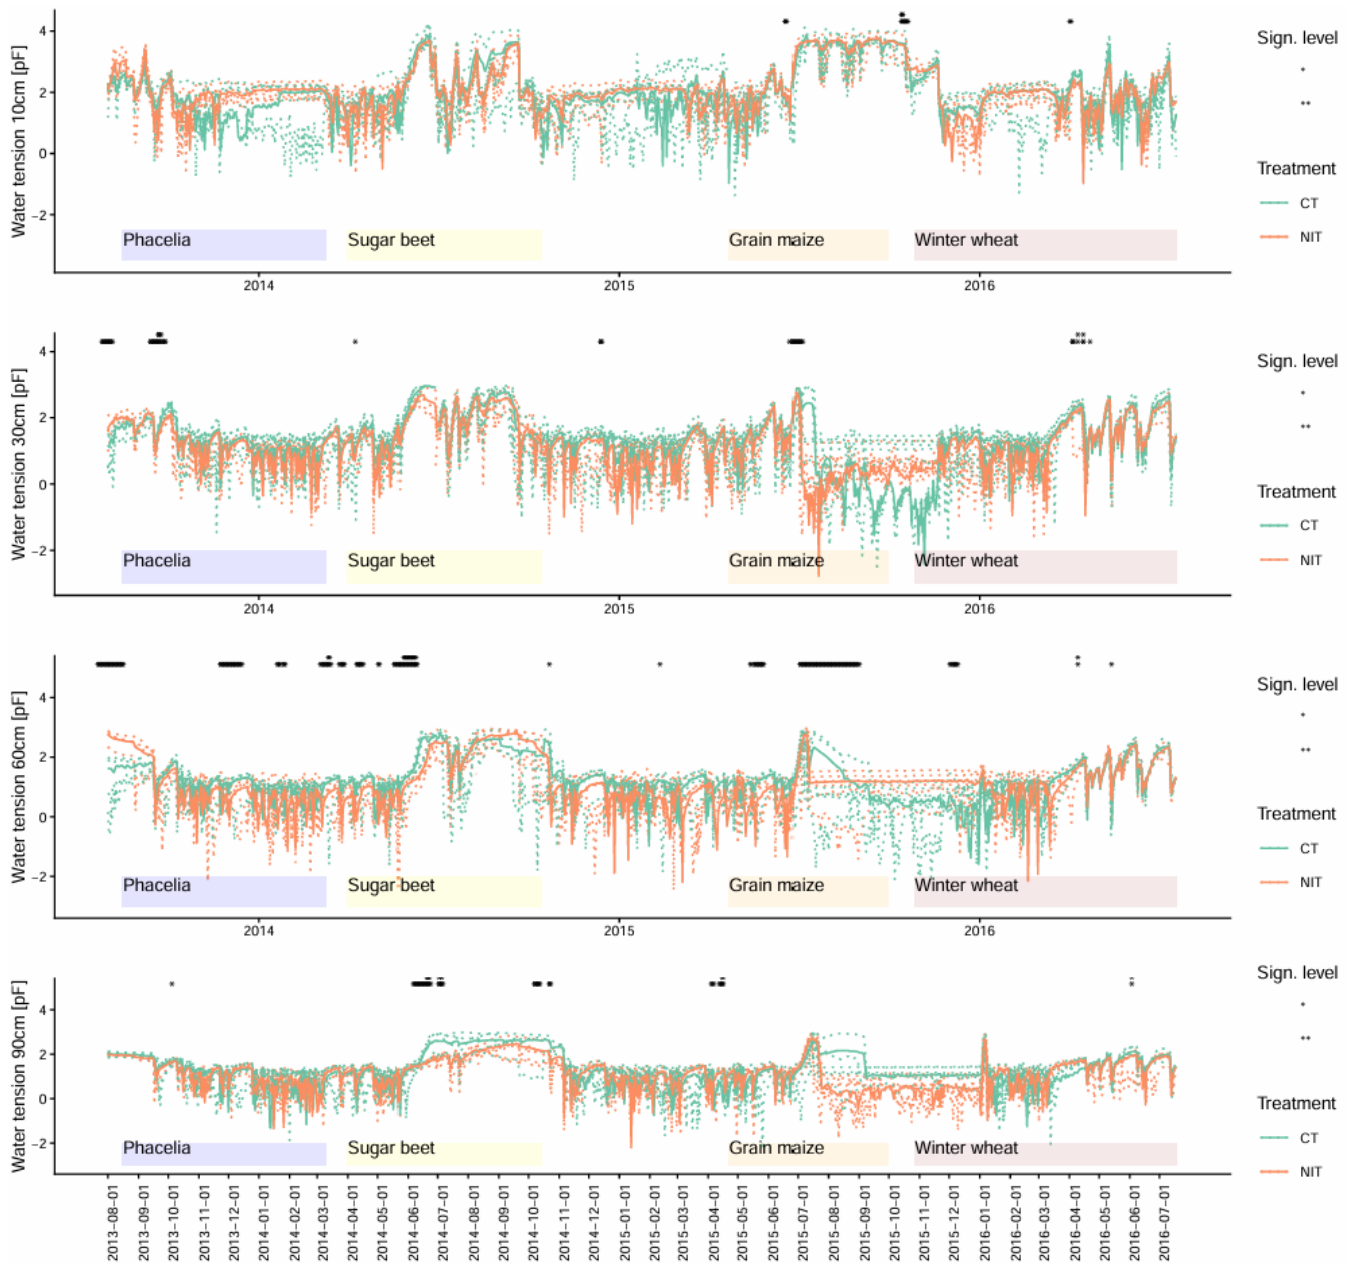 Water tension 10cm [pF]
4
2
0
−2
Phacelia
Sugar beet
Grain maize
Winter wheat
2014
2015
2016
Sign. level
*
**
Treatment
CT
NIT
Water tension 30cm [pF]
4
2
0
−2
Phacelia
Sugar beet
Grain maize
Winter wheat
2014
2015
2016
Sign. level
*
**
Treatment
CT
NIT
Water tension 60cm [pF]
4
2
0
−2
Phacelia
Sugar beet
Grain maize
Winter wheat
2014
2015
2016
Sign. level
*
**
Treatment
CT
NIT
Water tension 90cm [pF]
4
2
0
−2
Phacelia
Sugar beet
Grain maize
Winter wheat
2013−08−01
2013−09−01
2013−10−01
2013−11−01
2013−12−01
2014−01−01
2014−02−01
2014−03−01
2014−04−01
2014−05−01
2014−06−01
2014−07−01
2014−08−01
2014−09−01
2014−10−01
2014−11−01
2014−12−01
2015−01−01
2015−02−01
2015−03−01
2015−04−01
2015−05−01
2015−06−01
2015−07−01
2015−08−01
2015−09−01
2015−10−01
2015−11−01
2015−12−01
2016−01−01
2016−02−01
2016−03−01
2016−04−01
2016−05−01
2016−06−01
2016−07−01
Sign. level
*
**
Treatment
CT
NIT